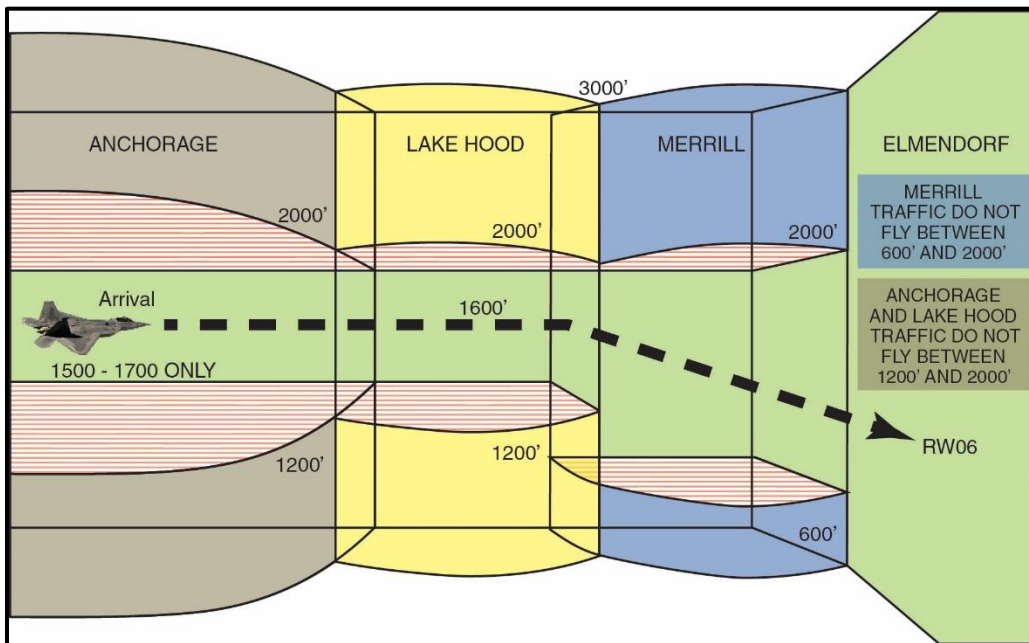 3000'
ANCHORAGE
LAKE HOOD
MERRILL
ELMENDORF
MERRILL
TRAFFIC DO NOT
FLY BETWEEN
600' AND 2000'
2000'
2000'
2000'
Arrival
1600'
ANCHORAGE
AND LAKE HOOD
TRAFFIC DO NOT
FLY BETWEEN
1200' AND 2000'
1500 - 1700 ONLY
RW06
1200'
1200'
600'